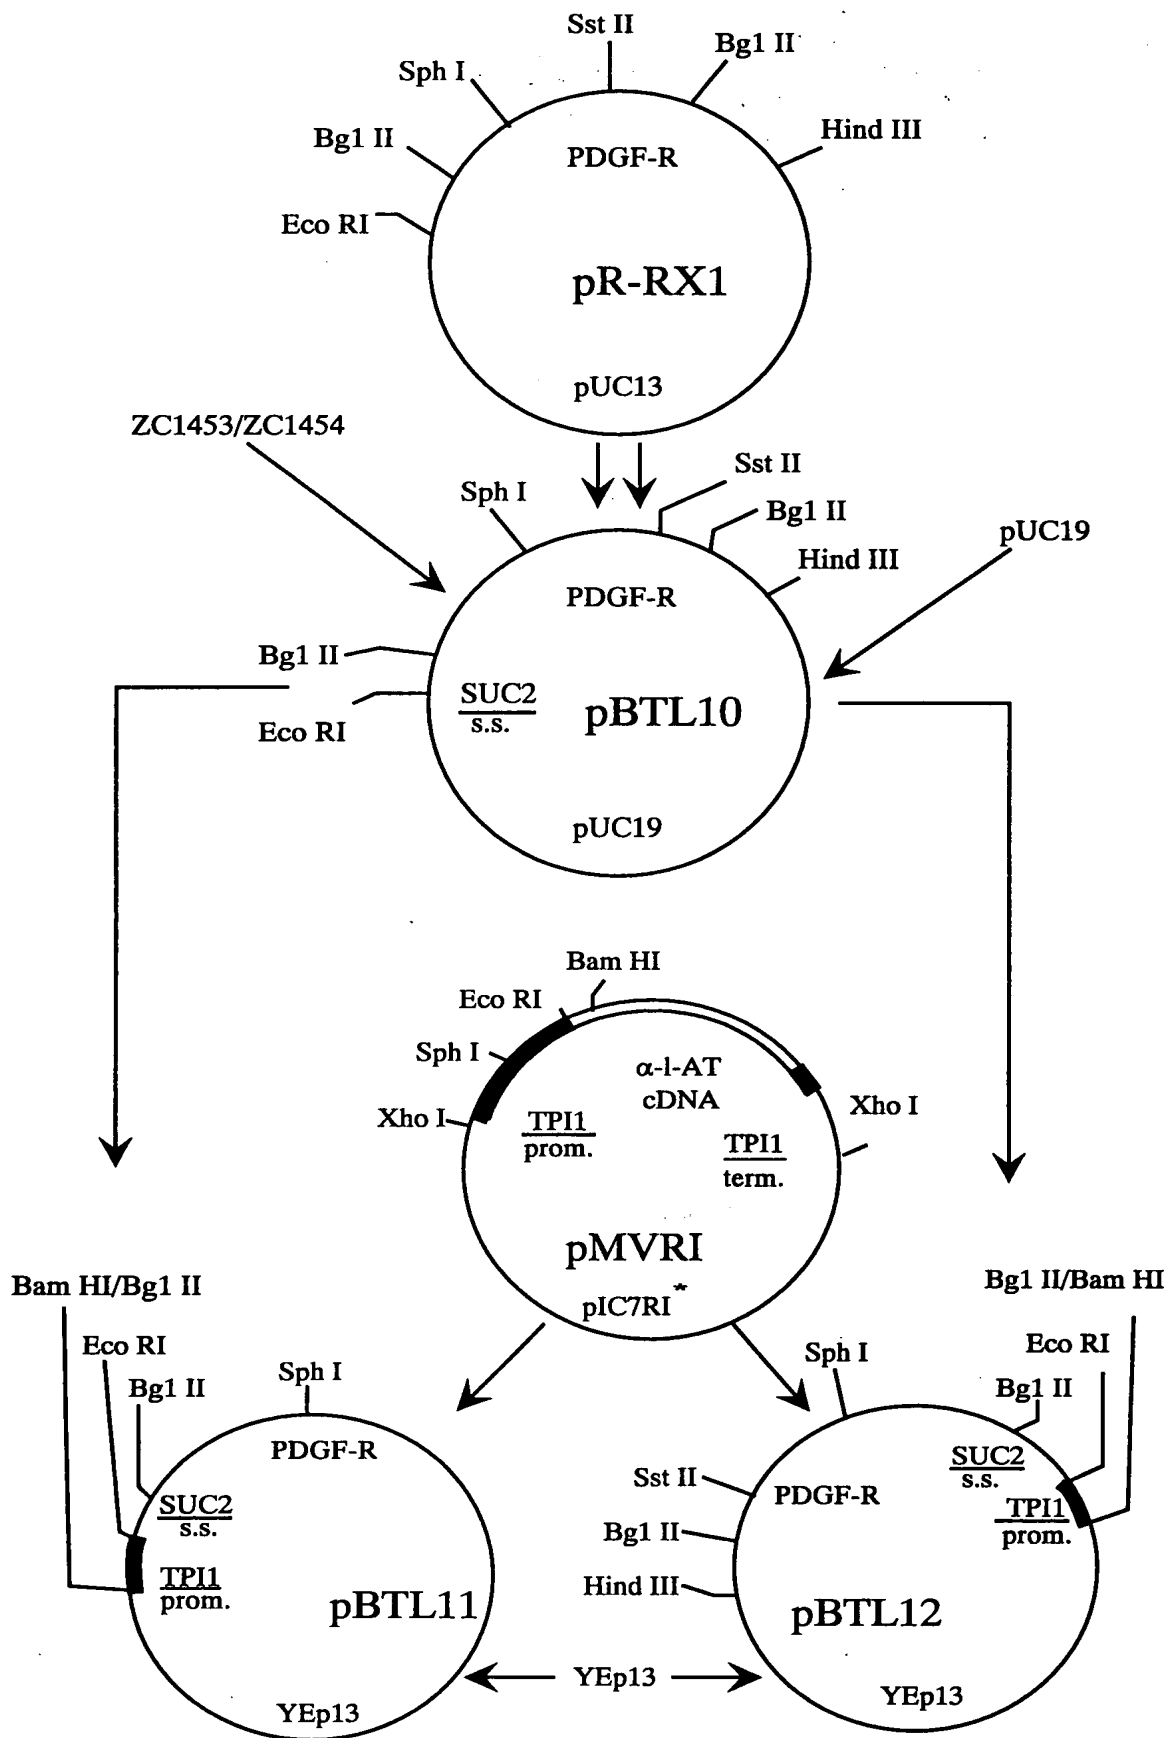 Sst II
Bg1 II
Sph I
Hind III
Bg1 II
PDGF-R
Eco RI
pR-RX1
pUC13
ZC1453/ZC1454
Sst II
Sph I
Bg1 II
pUC19
Hind III
PDGF-R
Bg1 II
SUC2
s.s.
pBTL10
Eco RI
pUC19
Bam HI
Eco RI
Sph I
α-1-AT
cDNA
Xho I
Xho I
TPI1
prom.
TPI1
term.
pMVRI
pIC7RI*
Bam HI/Bg1 II
Bg1 II/Bam HI
Eco RI
Eco RI
Sph I
Sph I
Bg1 II
Bg1 II
PDGF-R
SUC2
s.s.
Sst II
PDGF-R
SUC2
s.s.
TPI1
prom.
Bg1 II
TPI1
prom.
Hind III
pBTL11
pBTL12
YEp13
YEp13
YEp13